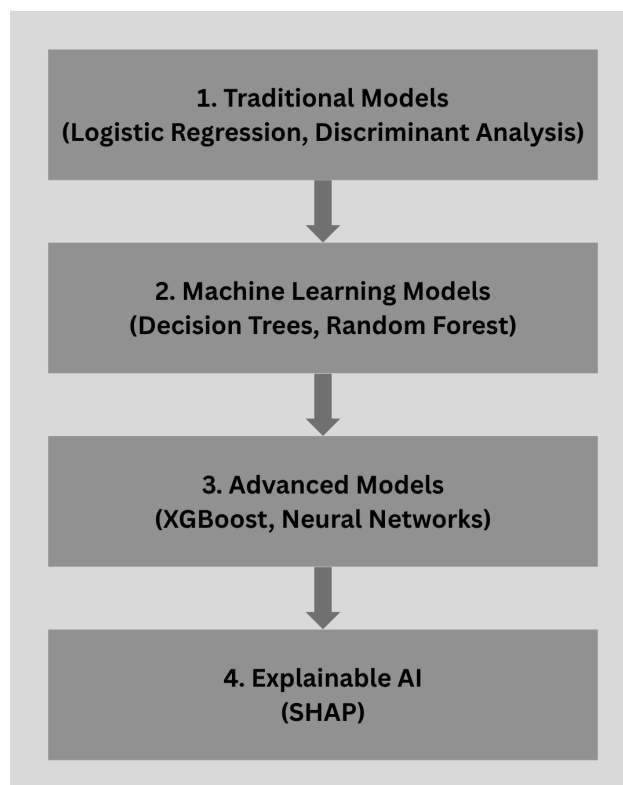 1. Traditional Models
(Logistic Regression, Discriminant Analysis)
2. Machine Learning Models
(Decision Trees, Random Forest)
3. Advanced Models
(XGBoost, Neural Networks)
4. Explainable AI
(SHAP)